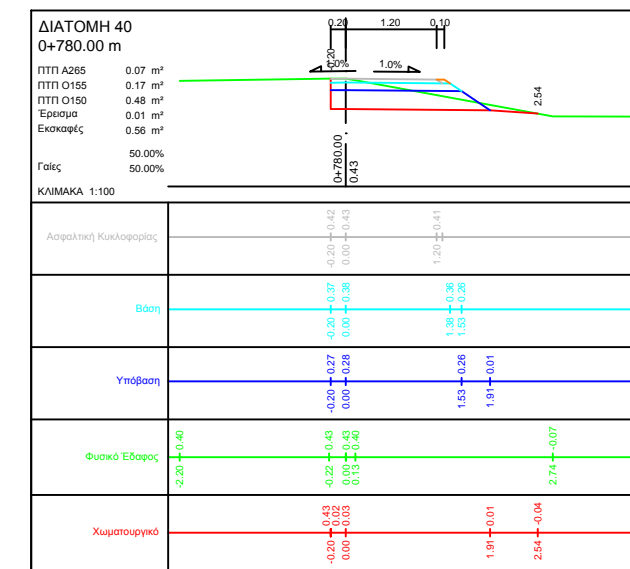 ΔΙΑΤΟΜΗ 40
0+780.00 m
ΠΤΠ Α265 0.07 m²
ΠΤΠ Ο155 0.17 m²
ΠΤΠ Ο150 0.48 m²
Έρεισμα 0.01 m²
Εκσκαφές 0.56 m²
50.00%
Γαίες 50.00%
ΚΛΙΜΑΚΑ 1:100
0.20 1.20 0.10
0.20
1.0% 1.0%
2.54
0+780.00
0.43
Ασφαλτική Κυκλοφορίας
-0.20 0.42
0.00 0.43
1.20 0.41
Βάση
-0.20 0.37
0.00 0.38
1.38 0.36
1.53 0.26
Υπόβαση
-0.20 0.27
0.00 0.28
1.53 0.26
1.91 0.01
Φυσικό Έδαφος
-2.20 0.40
-0.22 0.43
0.00 0.43
0.13 0.40
2.74 -0.07
Χωματουργικό
0.43
-0.20 0.02
0.00 0.03
1.91 0.01
2.54 -0.04